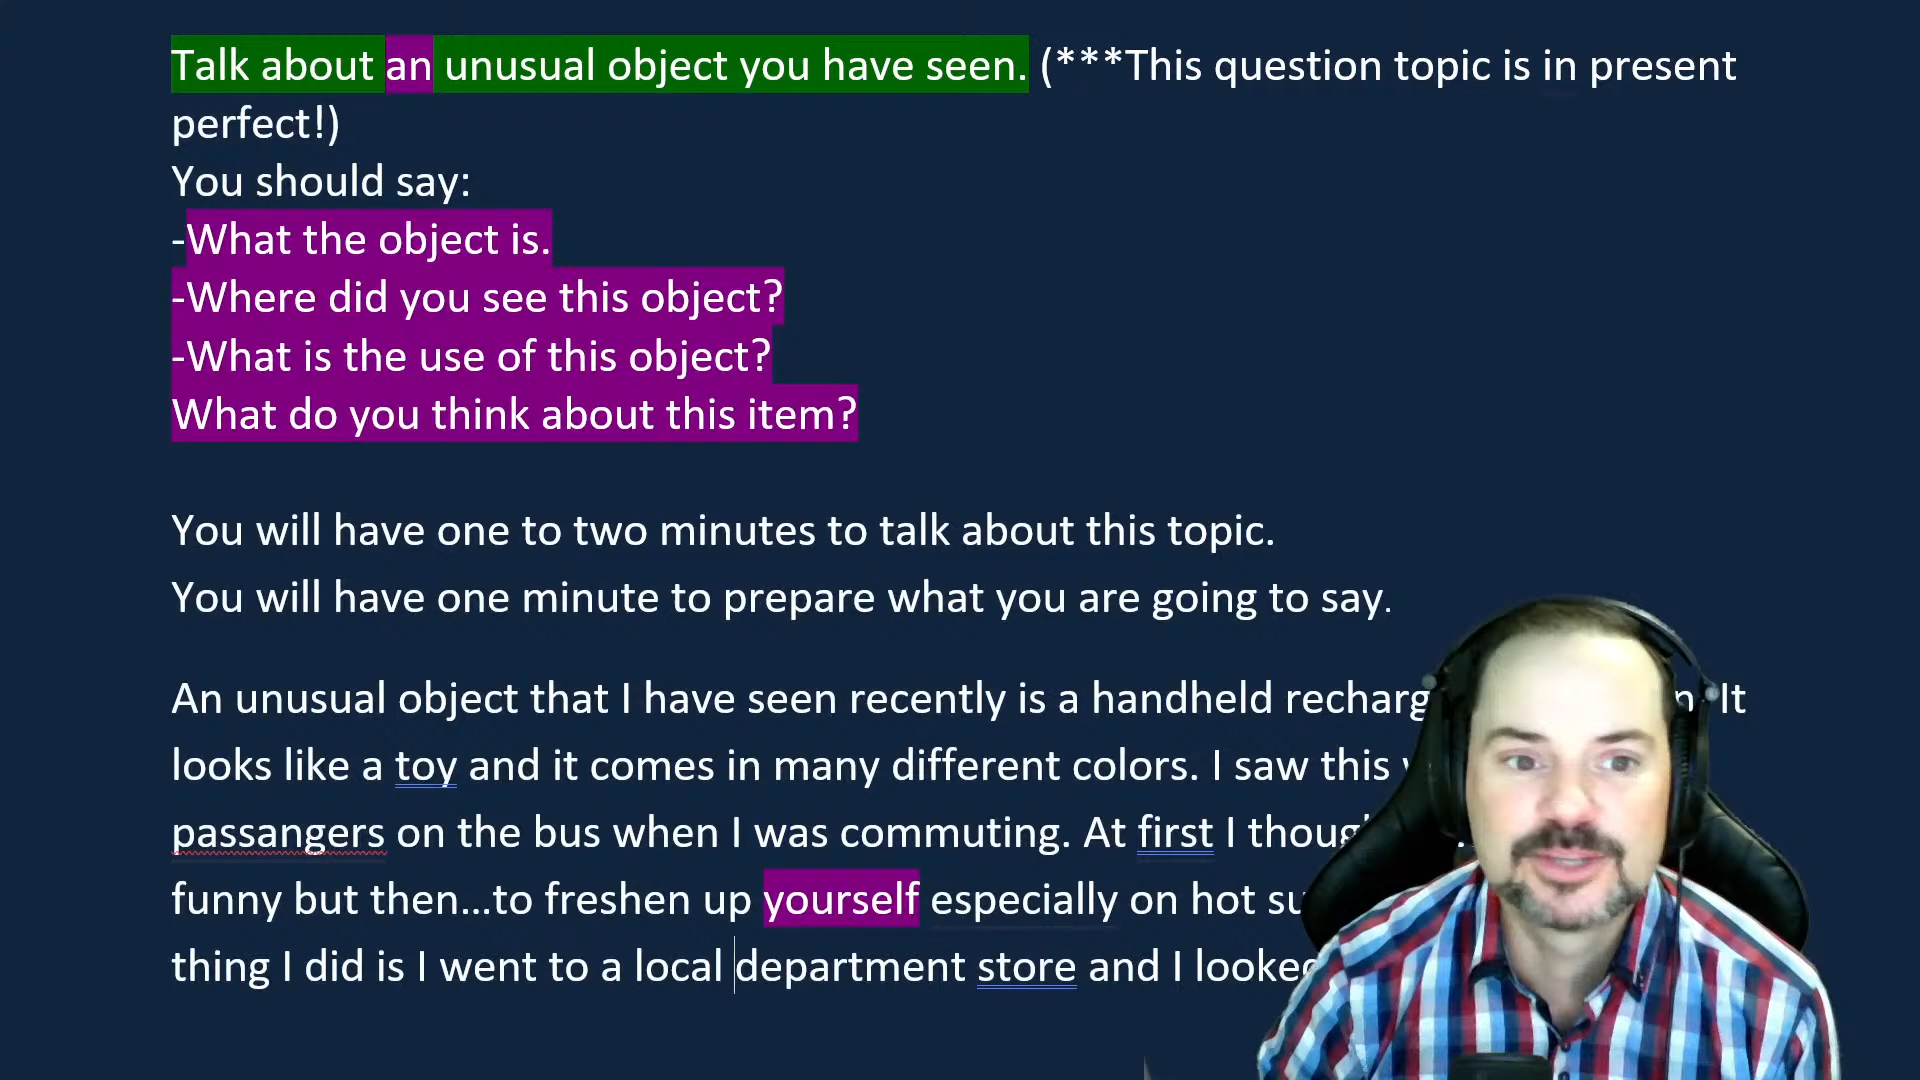 Talk about an unusual object you have seen. (***This question topic is in present
perfect!)
You should say:
-What the object is.
-Where did you see this object?
-What is the use of this object?
What do you think about this item?
You will have one to two minutes to talk about this topic.
You will have one minute to prepare what you are going to say.
An unusual object that I have seen recently is a handheld It
looks like a toy and it comes in many different colors. I saw this
passangers on the bus when I was commuting. At first I
funny but then...to freshen up yourself especially on hot
thing I did is I went to a local department store and I